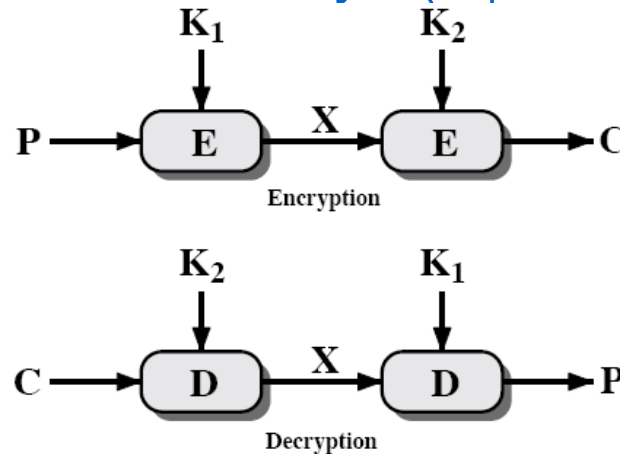 K₁ K₂
P E X E C
Encryption
K₂ K₁
C D X D P
Decryption